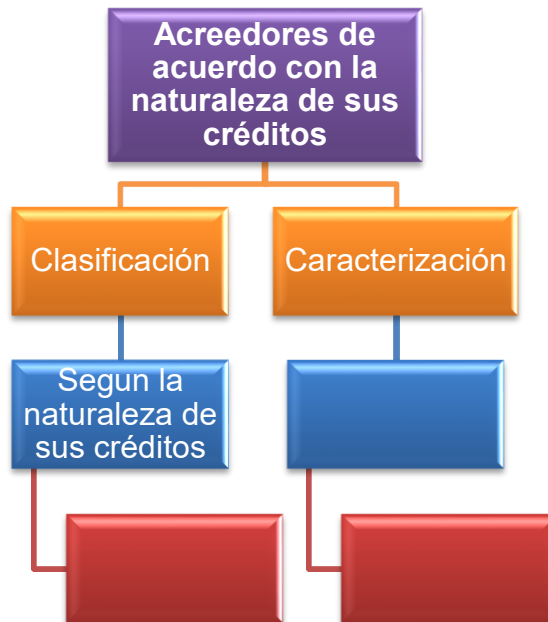 Acreedores de
acuerdo con la
naturaleza de sus
créditos
Clasificación
Caracterización
Segun la
naturaleza de
sus créditos